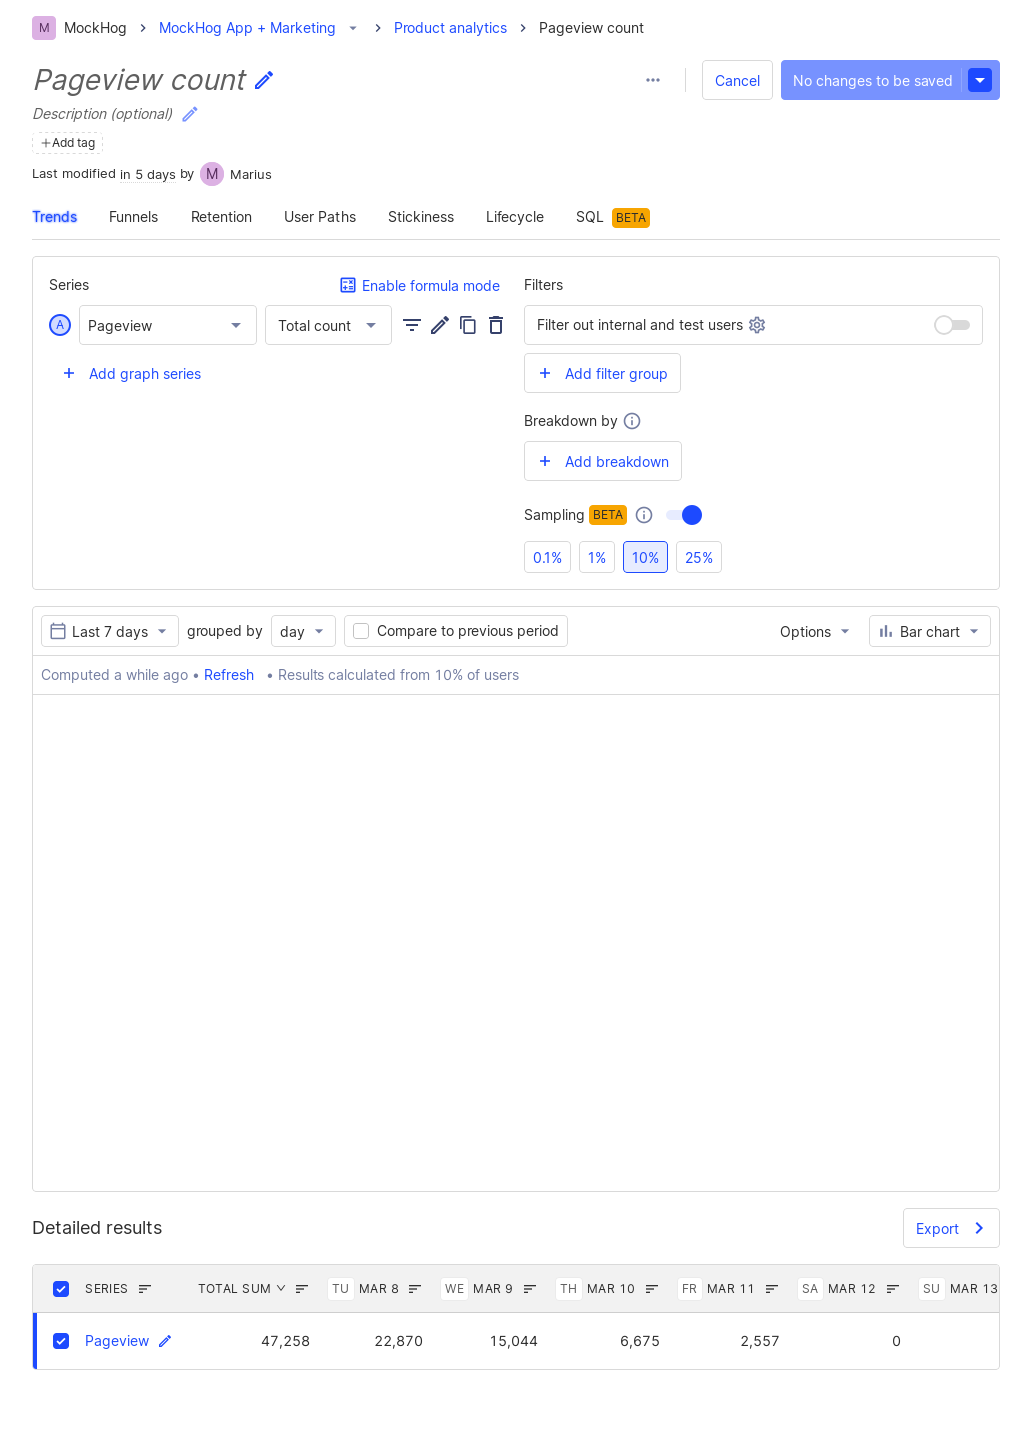 M MockHog MockHog App + Marketing Product analytics Pageview count
Pageview count
Cancel No changes to be saved
Description (optional)
Add tag
Last modified in 5 days by M Marius
Trends Funnels Retention User Paths Stickiness Lifecycle SQL BETA
Series Enable formula mode Filters
A Pageview Total count Filter out internal and test users
Add graph series Add filter group
Breakdown by
Add breakdown
Sampling BETA
0.1% 1% 10% 25%
Last 7 days grouped by day Compare to previous period Options Bar chart
Computed a while ago • Refresh • Results calculated from 10% of users
Detailed results Export
SERIES TOTAL SUM TU MAR 8 WE MAR 9 TH MAR 10 FR MAR 11 SA MAR 12 SU MAR 13
Pageview 47,258 22,870 15,044 6,675 2,557 0